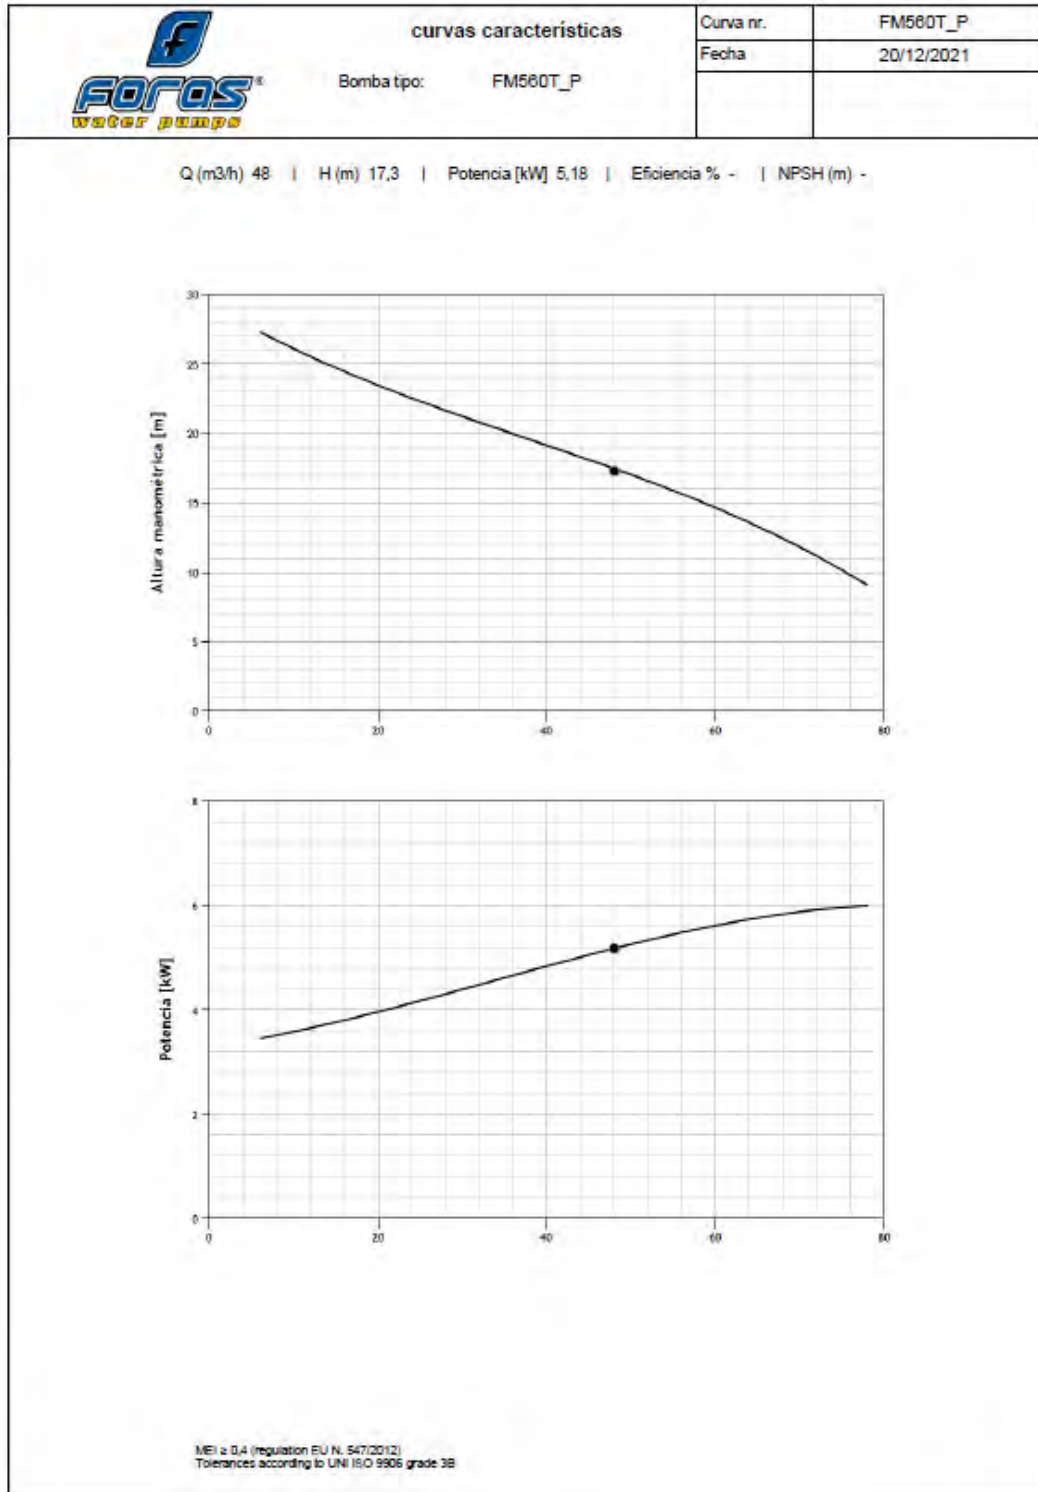 curvas características
Bomba tipo: FM560T_P
Curva nr. FM560T_P
Fecha 20/12/2021
foras®
water pumps
Q (m3/h) 48 | H (m) 17,3 | Potencia [kW] 5,18 | Eficiencia % - | NPSH (m) -
Altura manométrica [m]
30
25
20
15
10
5
0
0 20 40 60 80
Potencia [kW]
8
6
4
2
0
0 20 40 60 80
MEI ≥ 0,4 (regulation EU N. 547/2012)
Tolerances according to UNI ISO 9906 grade 3B